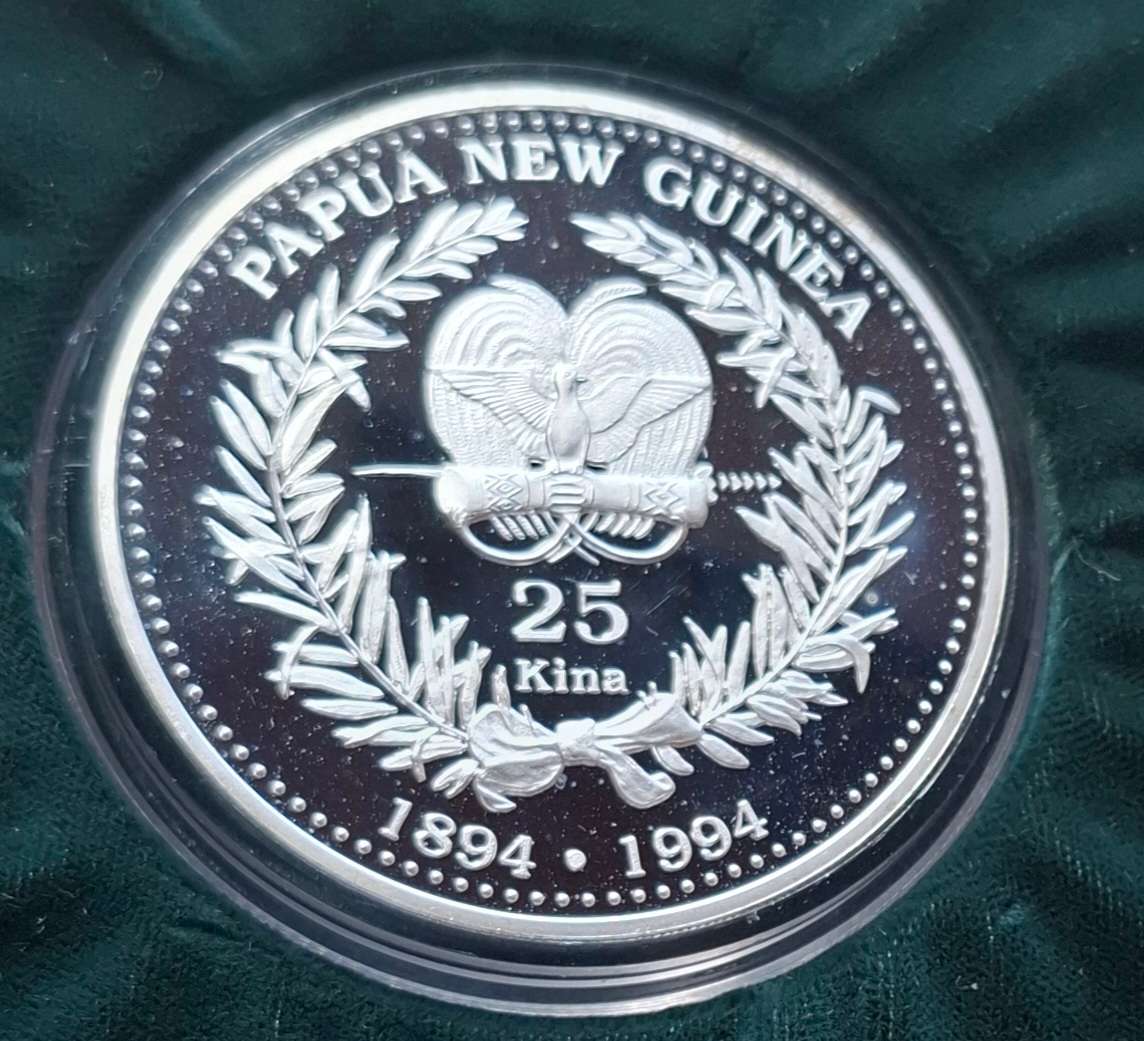 PAPUA NEW GUINEA
25
Kina
1894 • 1994